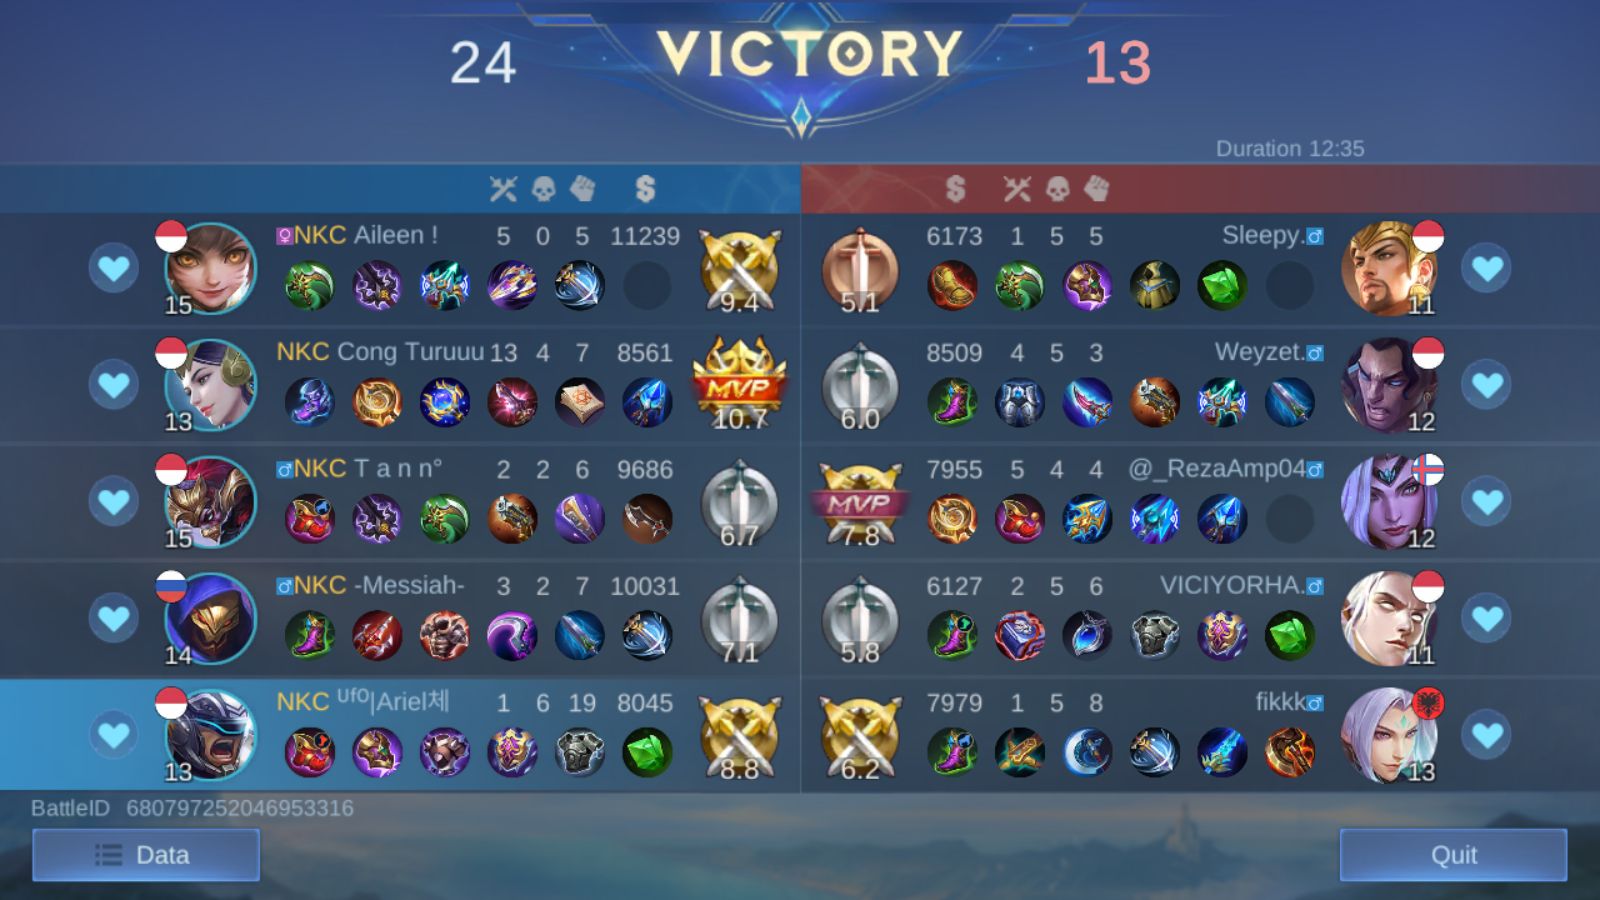 24 VICTORY 13
Duration 12:35
NKC Aileen ! 5 0 5 11239
15 9.4
5.1 6173 1 5 5 Sleepy.
11
NKC Cong Turuuu 13 4 7 8561
13 MVP 10.7
6.0 8509 4 5 3 Weyzet.
12
NKC T a n n° 2 2 6 9686
15 6.7
MVP 7.8 7955 5 4 4 @_RezaAmp04
12
NKC -Messiah- 3 2 7 10031
14 7.1
5.8 6127 2 5 6 VICIYORHA.
11
NKC ᵁᶠᴼ|Ariel체 1 6 19 8045
13 8.8
6.2 7979 1 5 8 fikkk
13
BattleID 680797252046953316
Data
Quit